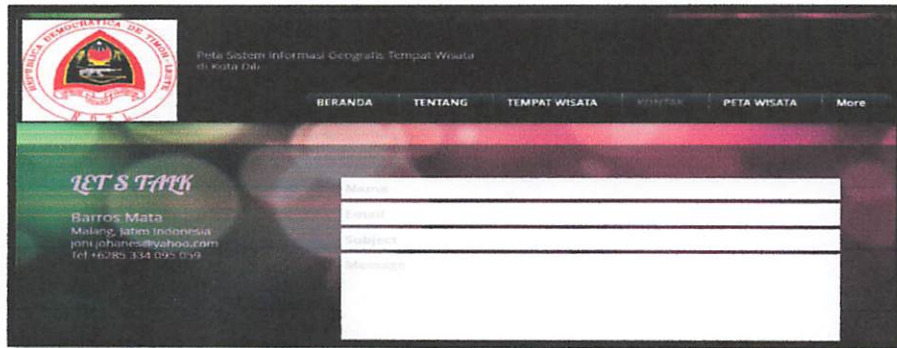 REPUBLICA DEMOCRATICA DE TIMOR-LESTE
R D T L
Peta Sistem Informasi Geografis Tempat Wisata
di Kota Dili
BERANDA TENTANG TEMPAT WISATA KONTAK PETA WISATA More
LET'S TALK
Barros Mata
Malang, Jatim Indonesia
joni.johanes@yahoo.com
Tel +6285 334 095 059
Name
Email
Subject
Message